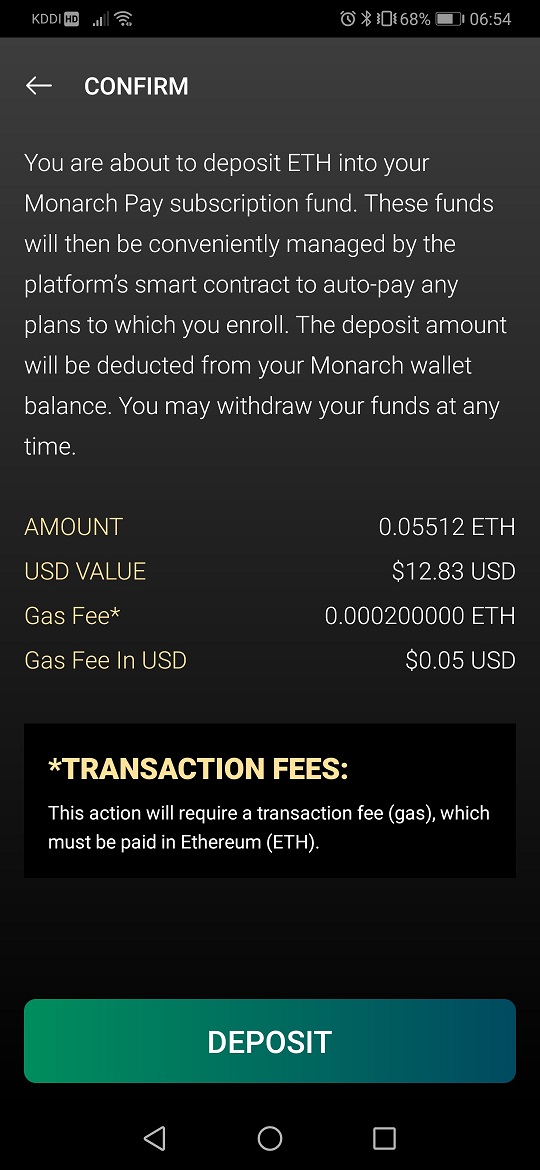 KDDI HD 68% 06:54
CONFIRM
You are about to deposit ETH into your
Monarch Pay subscription fund. These funds
will then be conveniently managed by the
platform’s smart contract to auto-pay any
plans to which you enroll. The deposit amount
will be deducted from your Monarch wallet
balance. You may withdraw your funds at any
time.
AMOUNT 0.05512 ETH
USD VALUE $12.83 USD
Gas Fee* 0.000200000 ETH
Gas Fee In USD $0.05 USD
*TRANSACTION FEES:
This action will require a transaction fee (gas), which
must be paid in Ethereum (ETH).
DEPOSIT